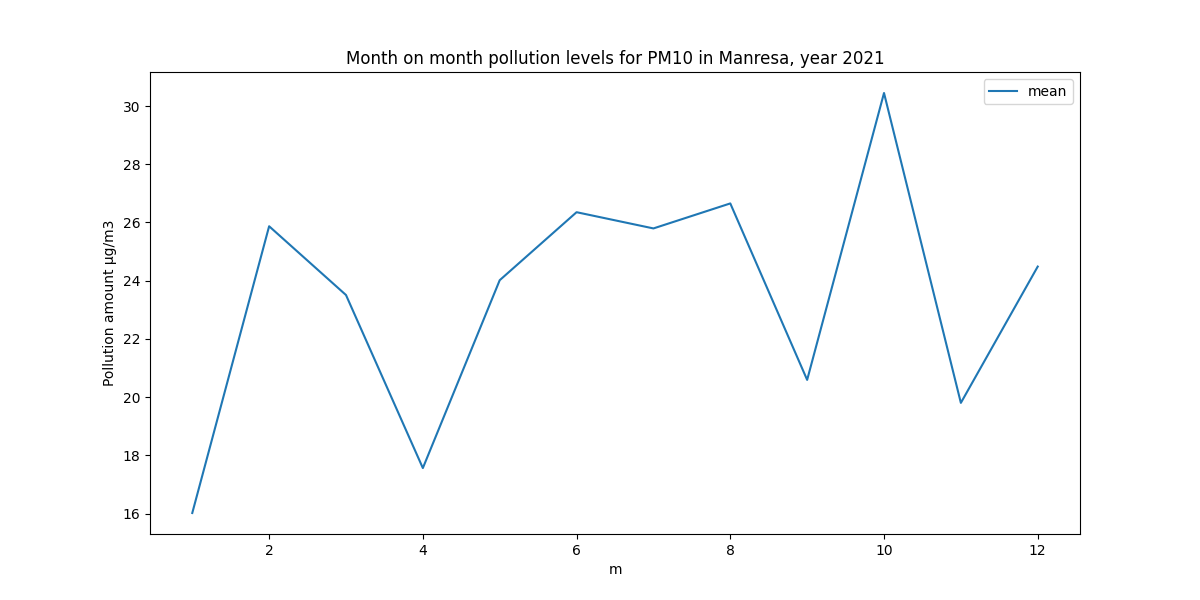 Month on month pollution levels for PM10 in Manresa, year 2021
mean
Pollution amount µg/m3
30
28
26
24
22
20
18
16
2 4 6 8 10 12
m